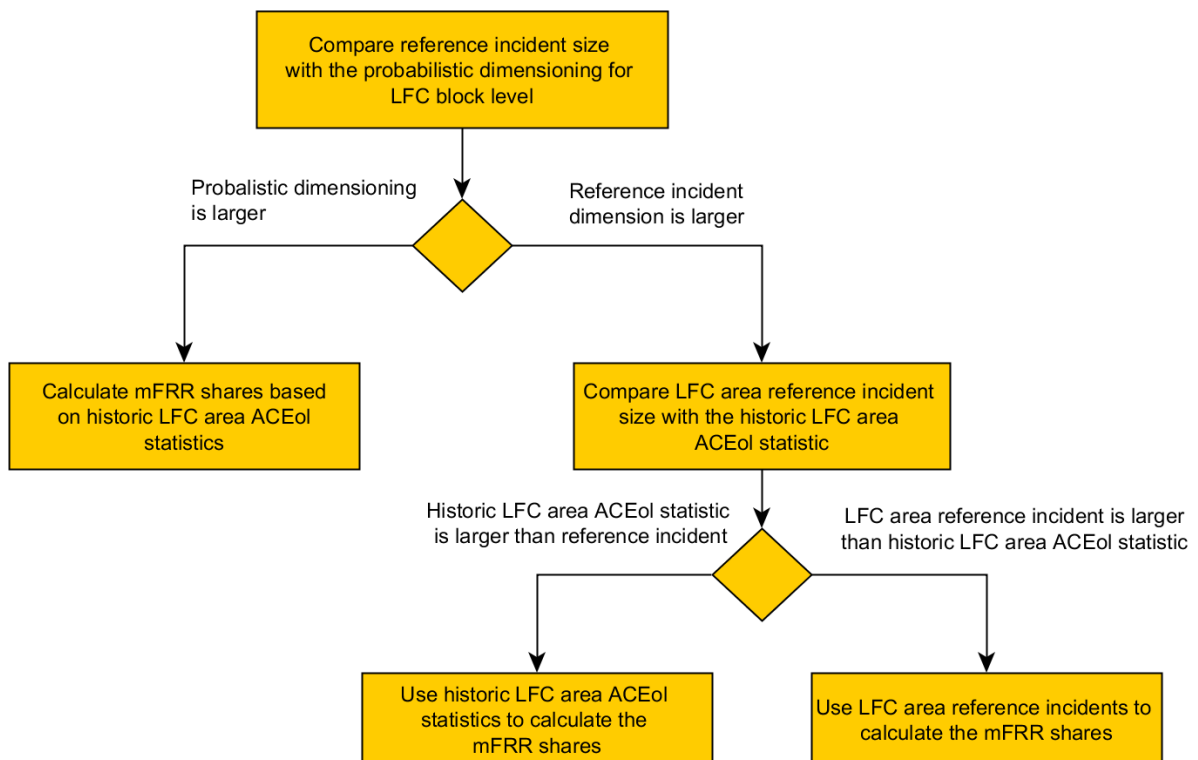 Compare reference incident size
with the probabilistic dimensioning for
LFC block level
Probalistic dimensioning
is larger
Reference incident
dimension is larger
Calculate mFRR shares based
on historic LFC area ACEol
statistics
Compare LFC area reference incident
size with the historic LFC area
ACEol statistic
Historic LFC area ACEol statistic
is larger than reference incident
LFC area reference incident is larger
than historic LFC area ACEol statistic
Use historic LFC area ACEol
statistics to calculate the
mFRR shares
Use LFC area reference incidents to
calculate the mFRR shares